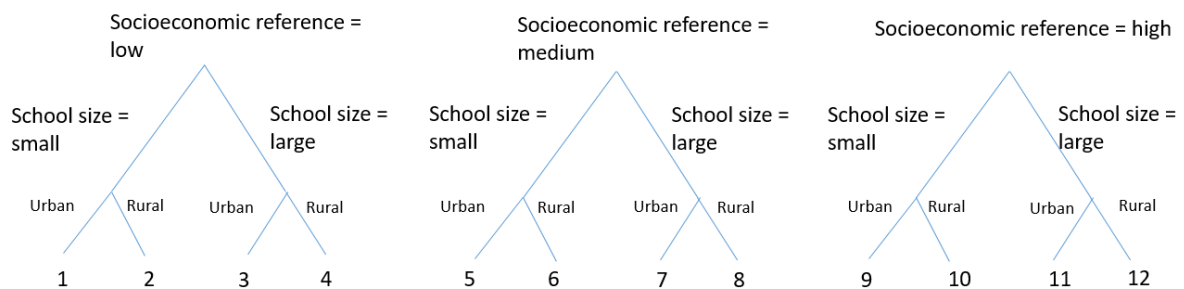 Socioeconomic reference =
low
School size =
small
School size =
large
Urban
Rural
Urban
Rural
1
2
3
4
Socioeconomic reference =
medium
School size =
small
School size =
large
Urban
Rural
Urban
Rural
5
6
7
8
Socioeconomic reference = high
School size =
small
School size =
large
Urban
Rural
Urban
Rural
9
10
11
12